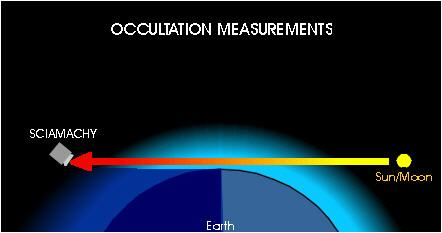 OCCULTATION MEASUREMENTS
SCIAMACHY
Sun/Moon
Earth